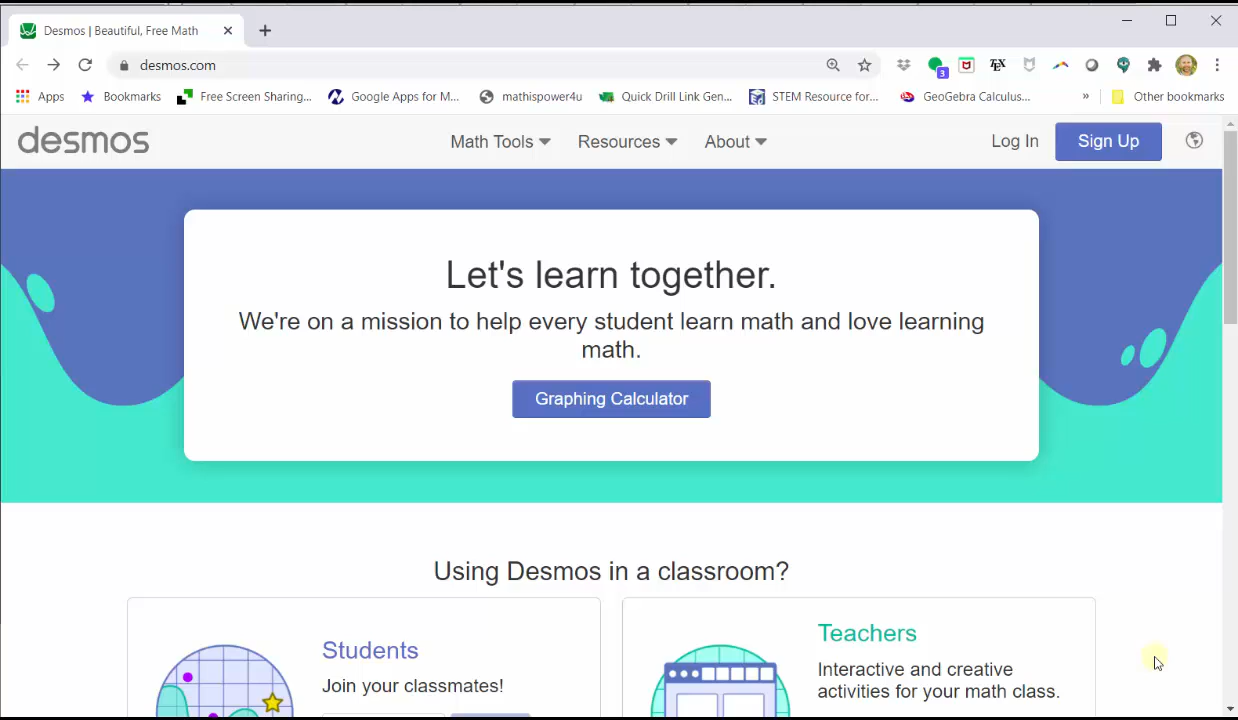 Desmos | Beautiful, Free Math
desmos.com
3
TEX
Apps Bookmarks Free Screen Sharing... Google Apps for M... mathispower4u Quick Drill Link Gen... STEM Resource for... GeoGebra Calculus... » Other bookmarks
desmos Math Tools Resources About Log In Sign Up
Let's learn together.
We're on a mission to help every student learn math and love learning
math.
Graphing Calculator
Using Desmos in a classroom?
Students
Join your classmates!
Teachers
Interactive and creative
activities for your math class.